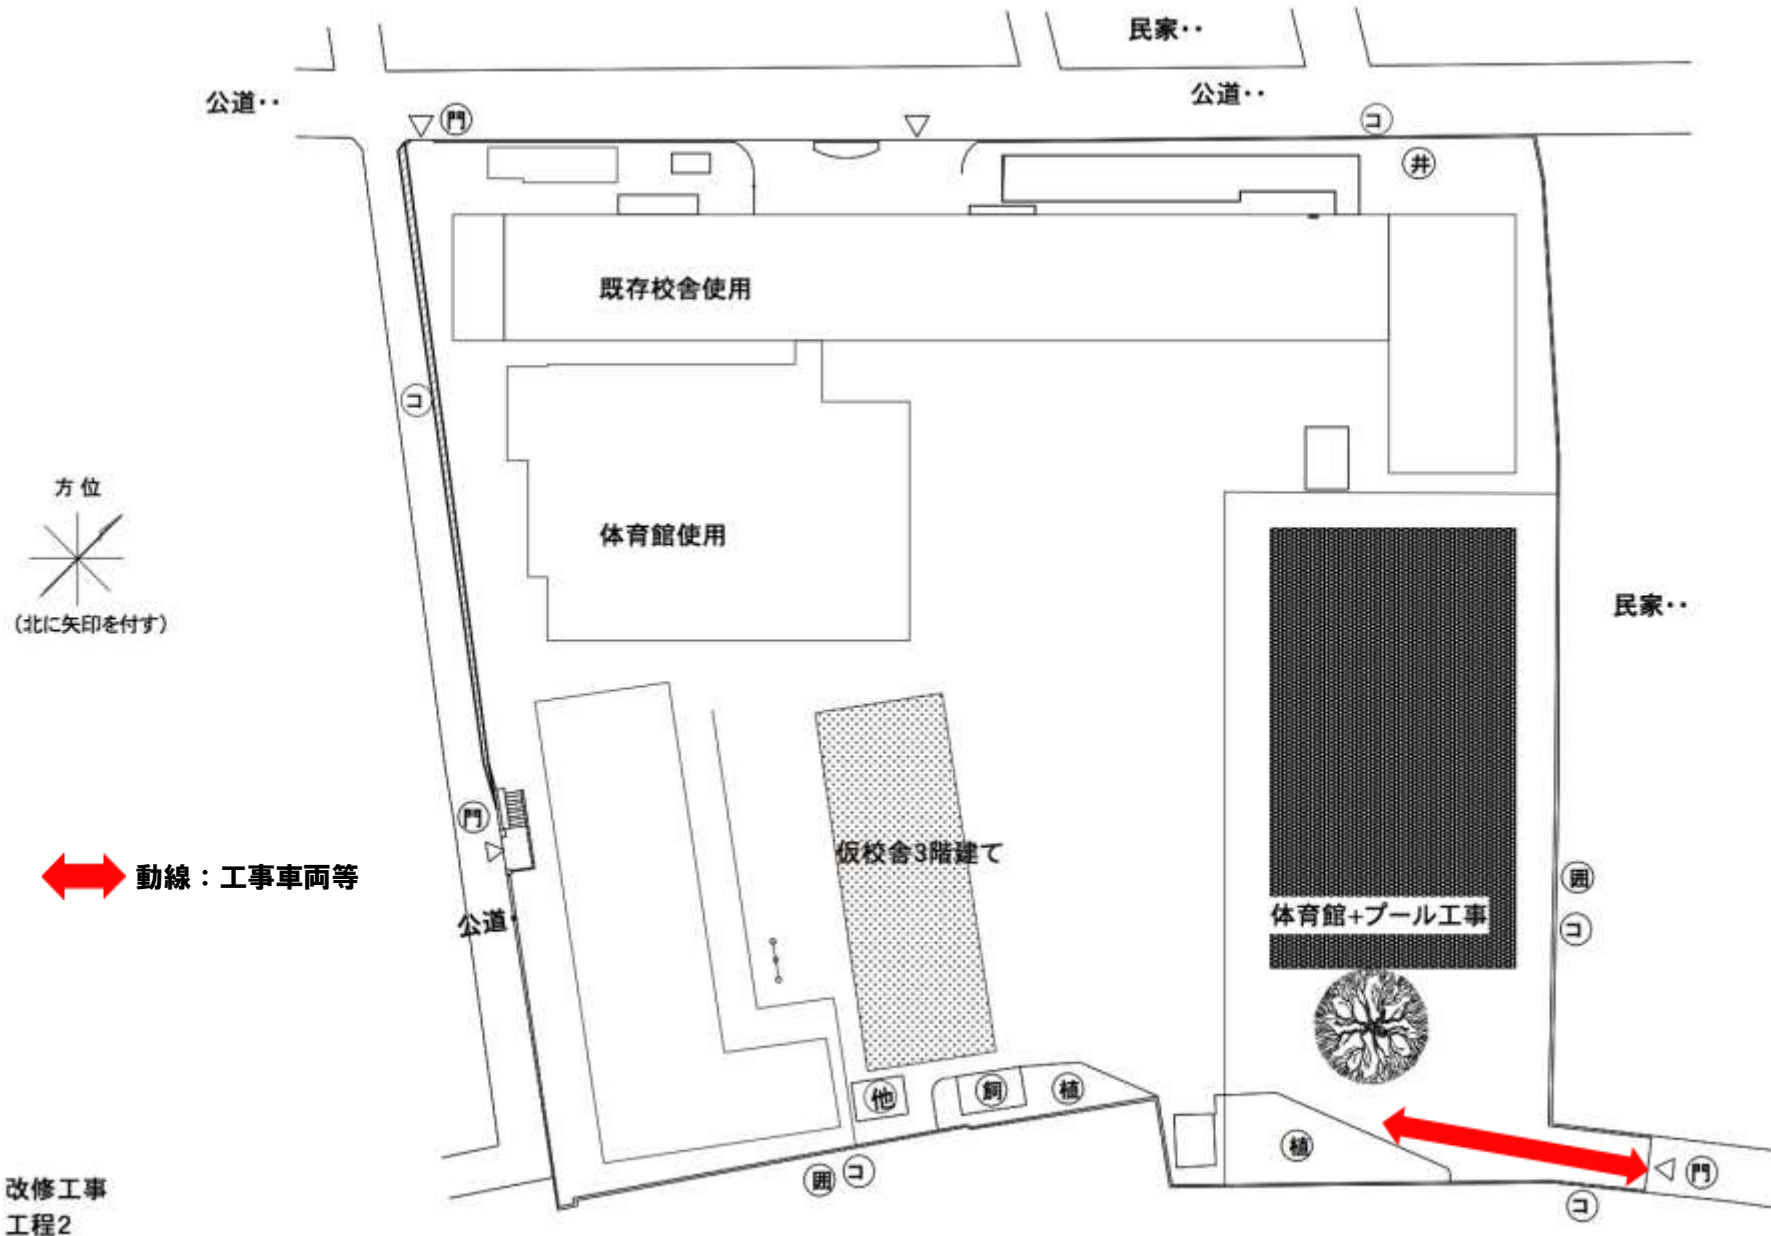 民家・・
公道・・
公道・・
門
コ
井
既存校舎使用
コ
方位
(北に矢印を付す)
体育館使用
民家・・
門
仮校舎3階建て
動線：工事車両等
囲
体育館+プール工事
公道・
コ
他
飼
植
植
門
囲
コ
コ
改修工事
工程2